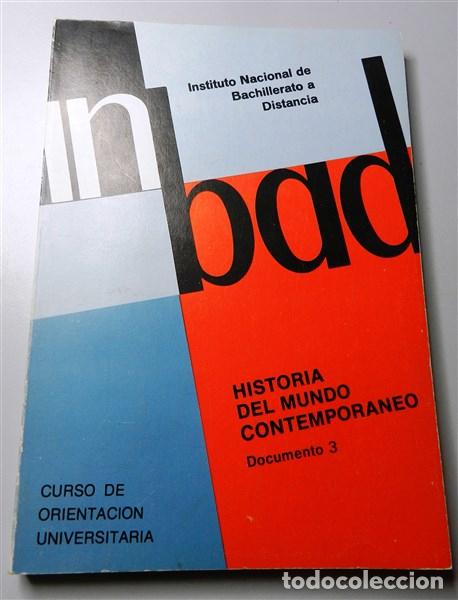 Instituto Nacional de
Bachillerato a
Distancia
in
bad
HISTORIA
DEL MUNDO
CONTEMPORANEO
Documento 3
CURSO DE
ORIENTACION
UNIVERSITARIA
todocoleccion